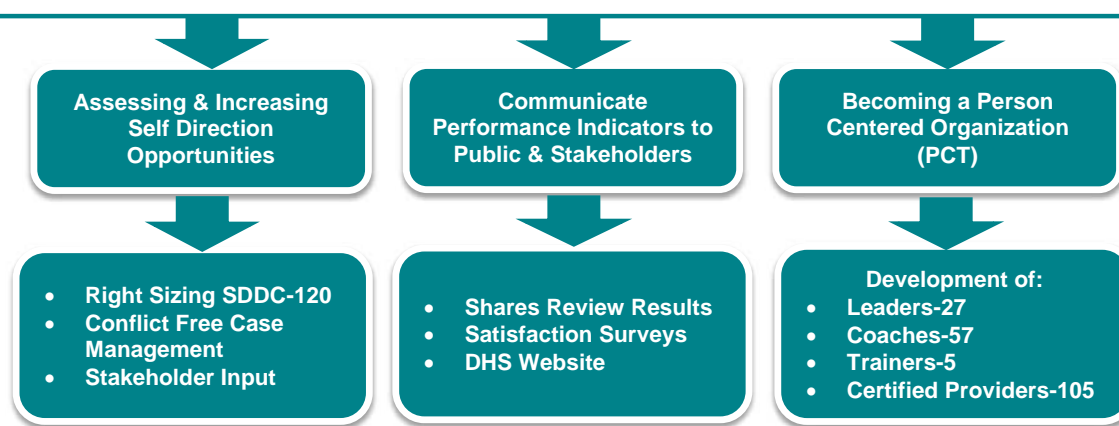 Assessing & Increasing
Self Direction
Opportunities
Communicate
Performance Indicators to
Public & Stakeholders
Becoming a Person
Centered Organization
(PCT)
• Right Sizing SDDC-120
• Conflict Free Case
Management
• Stakeholder Input
• Shares Review Results
• Satisfaction Surveys
• DHS Website
Development of:
• Leaders-27
• Coaches-57
• Trainers-5
• Certified Providers-105